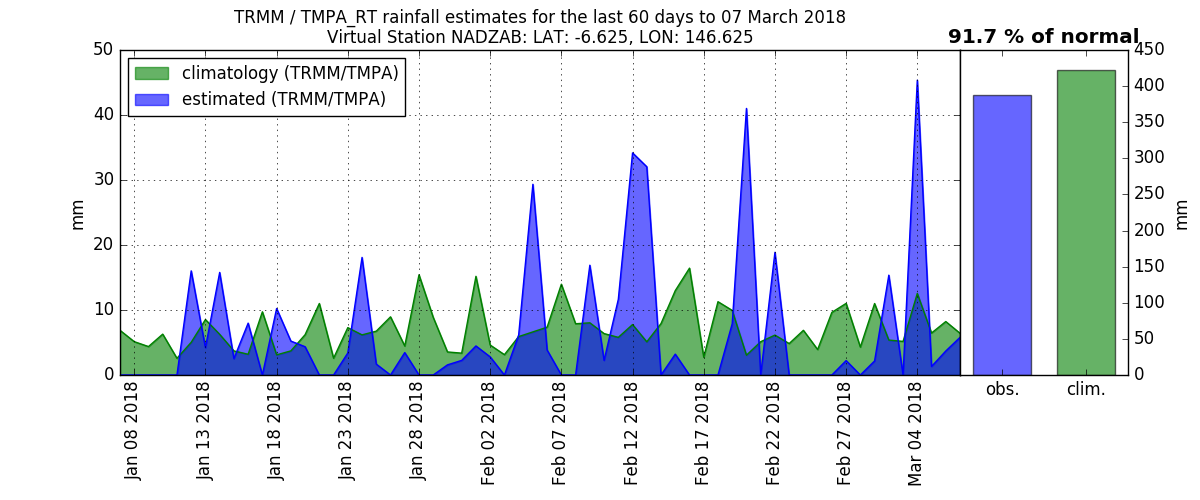 TRMM / TMPA_RT rainfall estimates for the last 60 days to 07 March 2018
Virtual Station NADZAB: LAT: -6.625, LON: 146.625
91.7 % of normal
climatology (TRMM/TMPA)
estimated (TRMM/TMPA)
mm
50
40
30
20
10
0
Jan 08 2018
Jan 13 2018
Jan 18 2018
Jan 23 2018
Jan 28 2018
Feb 02 2018
Feb 07 2018
Feb 12 2018
Feb 17 2018
Feb 22 2018
Feb 27 2018
Mar 04 2018
obs.
clim.
450
400
350
300
250
200
150
100
50
0
mm